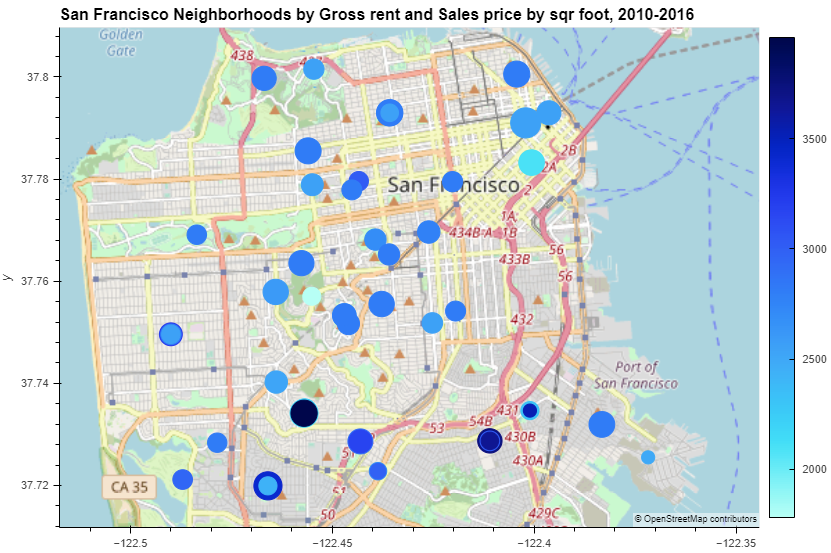 San Francisco Neighborhoods by Gross rent and Sales price by sqr foot, 2010-2016
Golden
Gate
438
437
37.8
37.78
37.76
37.74
37.72
y
3500
3000
2500
2000
2B
2A
2
San Francisco
1A
434B-A
1B
433B
56
56
432
Port of
San Francisco
431
54B
53
430B
430A
51
51
50
429C
CA 35
© OpenStreetMap contributors
−122.5
−122.45
−122.4
−122.35